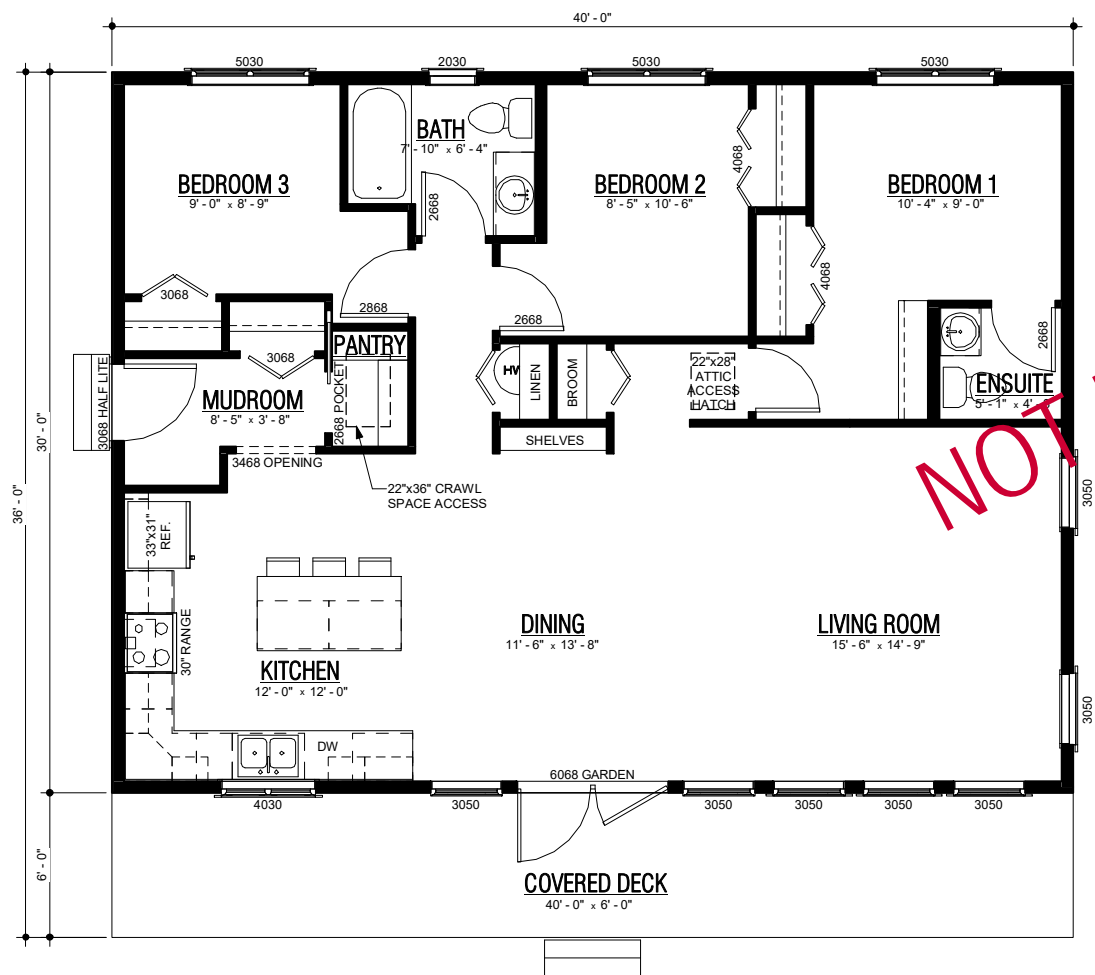 40' - 0"
5030
2030
5030
5030
BATH
7' - 10" x 6' - 4"
4068
BEDROOM 3
9' - 0" x 8' - 9"
BEDROOM 2
8' - 5" x 10' - 6"
BEDROOM 1
10' - 4" x 9' - 0"
2668
4068
3068
2868
2668
2668
3068
PANTRY
HW
LINEN
BROOM
22"x28"
ATTIC
ACCESS
HATCH
ENSUITE
5' - 1" x 4'
3068 HALF LITE
MUDROOM
8' - 5" x 3' - 8"
2668 POCKET
30' - 0"
36' - 0"
SHELVES
3468 OPENING
22"x36" CRAWL
SPACE ACCESS
NOT
3050
33"x31"
REF.
30" RANGE
DINING
11' - 6" x 13' - 8"
LIVING ROOM
15' - 6" x 14' - 9"
KITCHEN
12' - 0" x 12' - 0"
3050
DW
6068 GARDEN
4030
3050
3050
3050
3050
3050
6' - 0"
COVERED DECK
40' - 0" x 6' - 0"